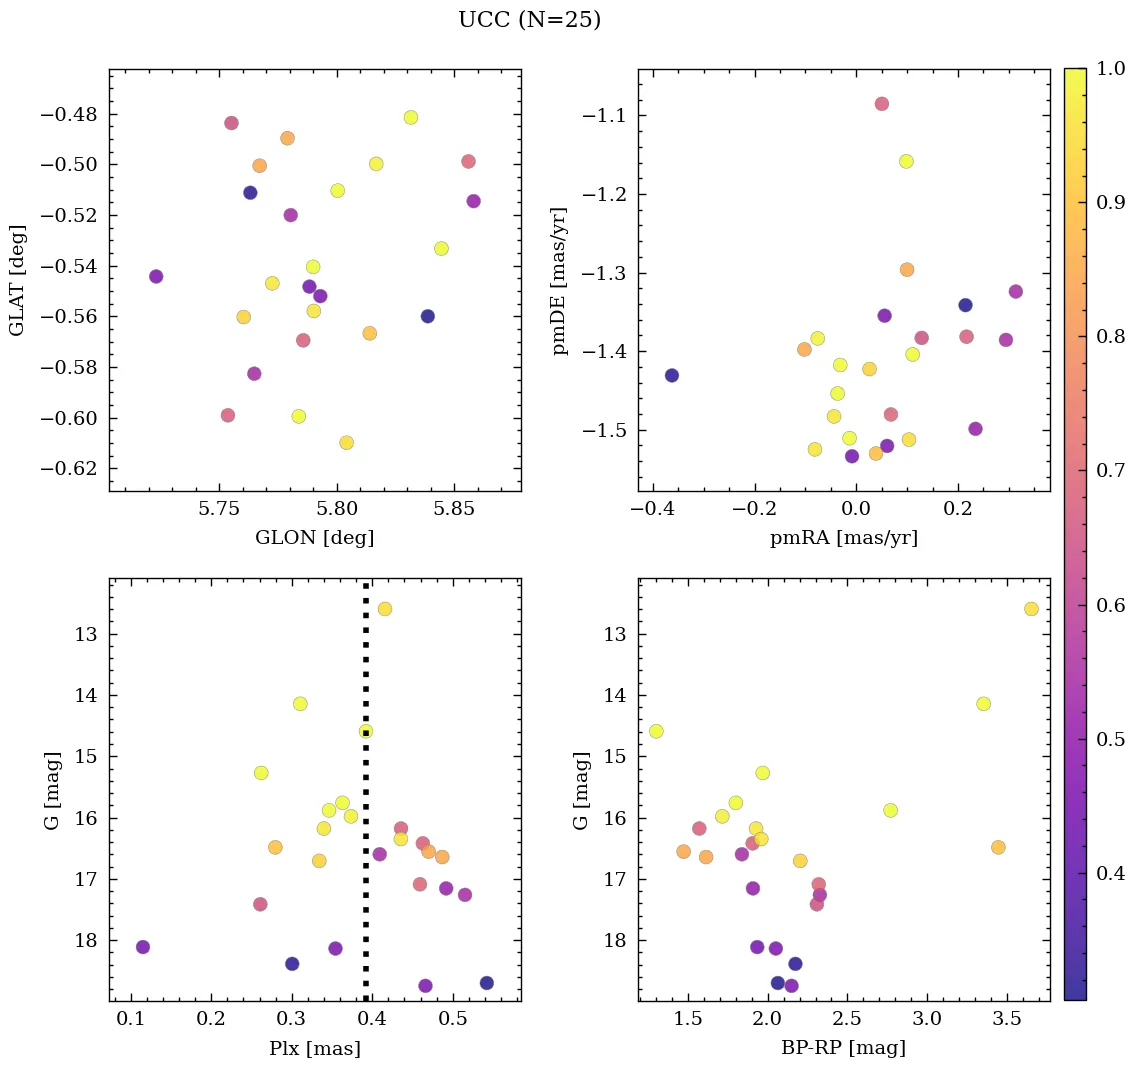 UCC (N=25)
−0.48
−0.50
−0.52
−0.54
−0.56
−0.58
−0.60
−0.62
GLAT [deg]
5.75 5.80 5.85
GLON [deg]
−1.1
−1.2
−1.3
−1.4
−1.5
pmDE [mas/yr]
−0.4 −0.2 0.0 0.2
pmRA [mas/yr]
1.0
0.9
0.8
0.7
0.6
0.5
0.4
13
14
15
16
17
18
G [mag]
0.1 0.2 0.3 0.4 0.5
Plx [mas]
13
14
15
16
17
18
G [mag]
1.5 2.0 2.5 3.0 3.5
BP-RP [mag]